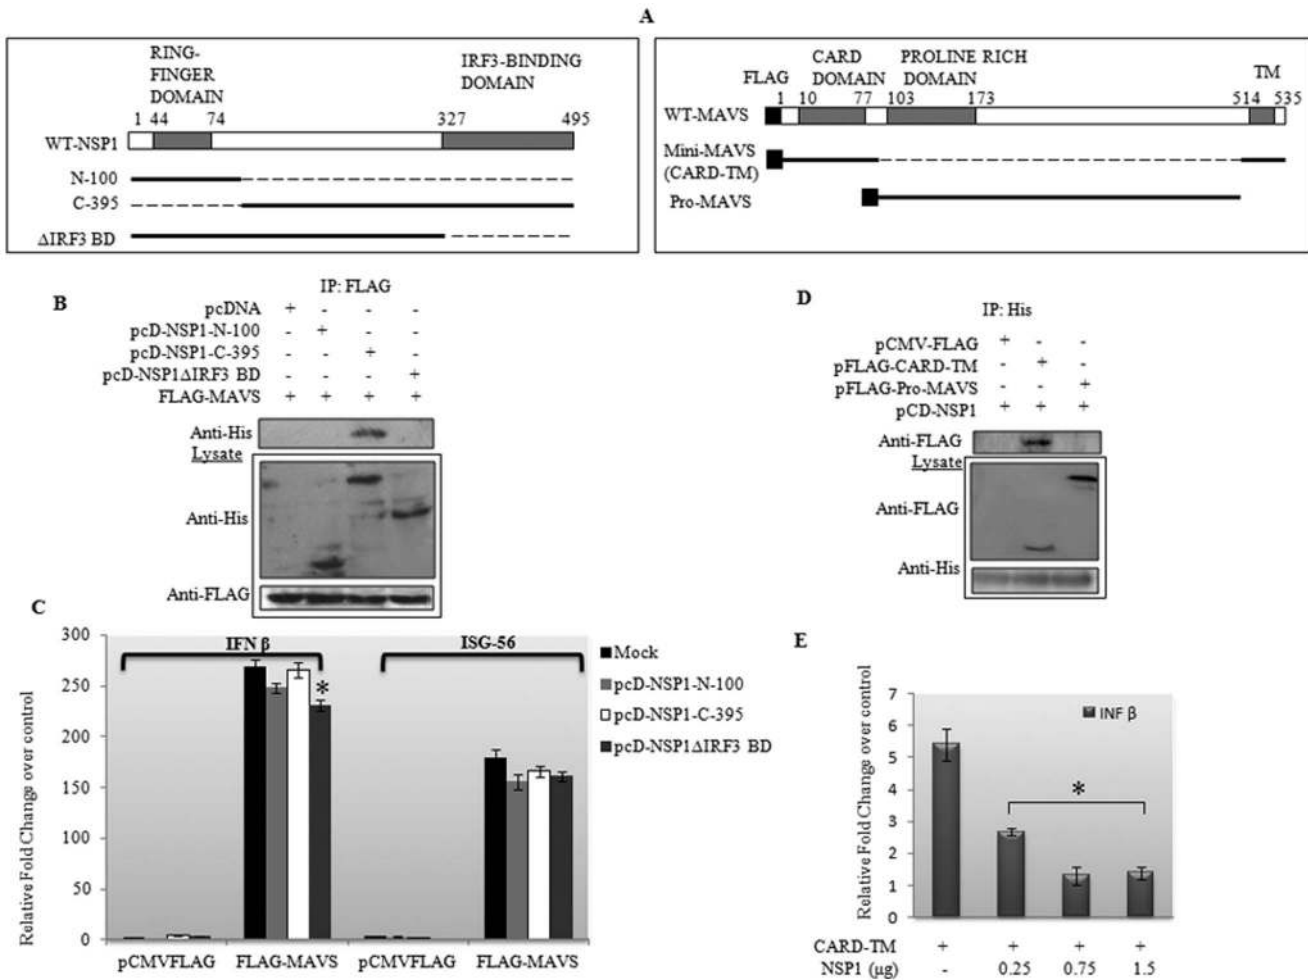 A
RING-
FINGER
DOMAIN
IRF3-BINDING
DOMAIN
1 44 74 327 495
WT-NSP1
N-100
C-395
ΔIRF3 BD
CARD
DOMAIN
PROLINE RICH
DOMAIN
FLAG
TM
1 10 77 103 173 514 535
WT-MAVS
Mini-MAVS
(CARD-TM)
Pro-MAVS
B
IP: FLAG
pcDNA + - - -
pcD-NSP1-N-100 - + - -
pcD-NSP1-C-395 - - + -
pcD-NSP1ΔIRF3 BD - - - +
FLAG-MAVS + + + +
Anti-His
Lysate
Anti-His
Anti-FLAG
D
IP: His
pCMV-FLAG + - -
pFLAG-CARD-TM - + -
pFLAG-Pro-MAVS - - +
pCD-NSP1 + + +
Anti-FLAG
Lysate
Anti-FLAG
Anti-His
C
Relative Fold Change over control
300
250
200
150
100
50
0
IFN β
ISG-56
*
pCMVFLAG FLAG-MAVS pCMVFLAG FLAG-MAVS
Mock
pcD-NSP1-N-100
pcD-NSP1-C-395
pcD-NSP1ΔIRF3 BD
E
Relative Fold Change over control
7
6
5
4
3
2
1
0
INF β
*
CARD-TM + + + +
NSP1 (μg) - 0.25 0.75 1.5